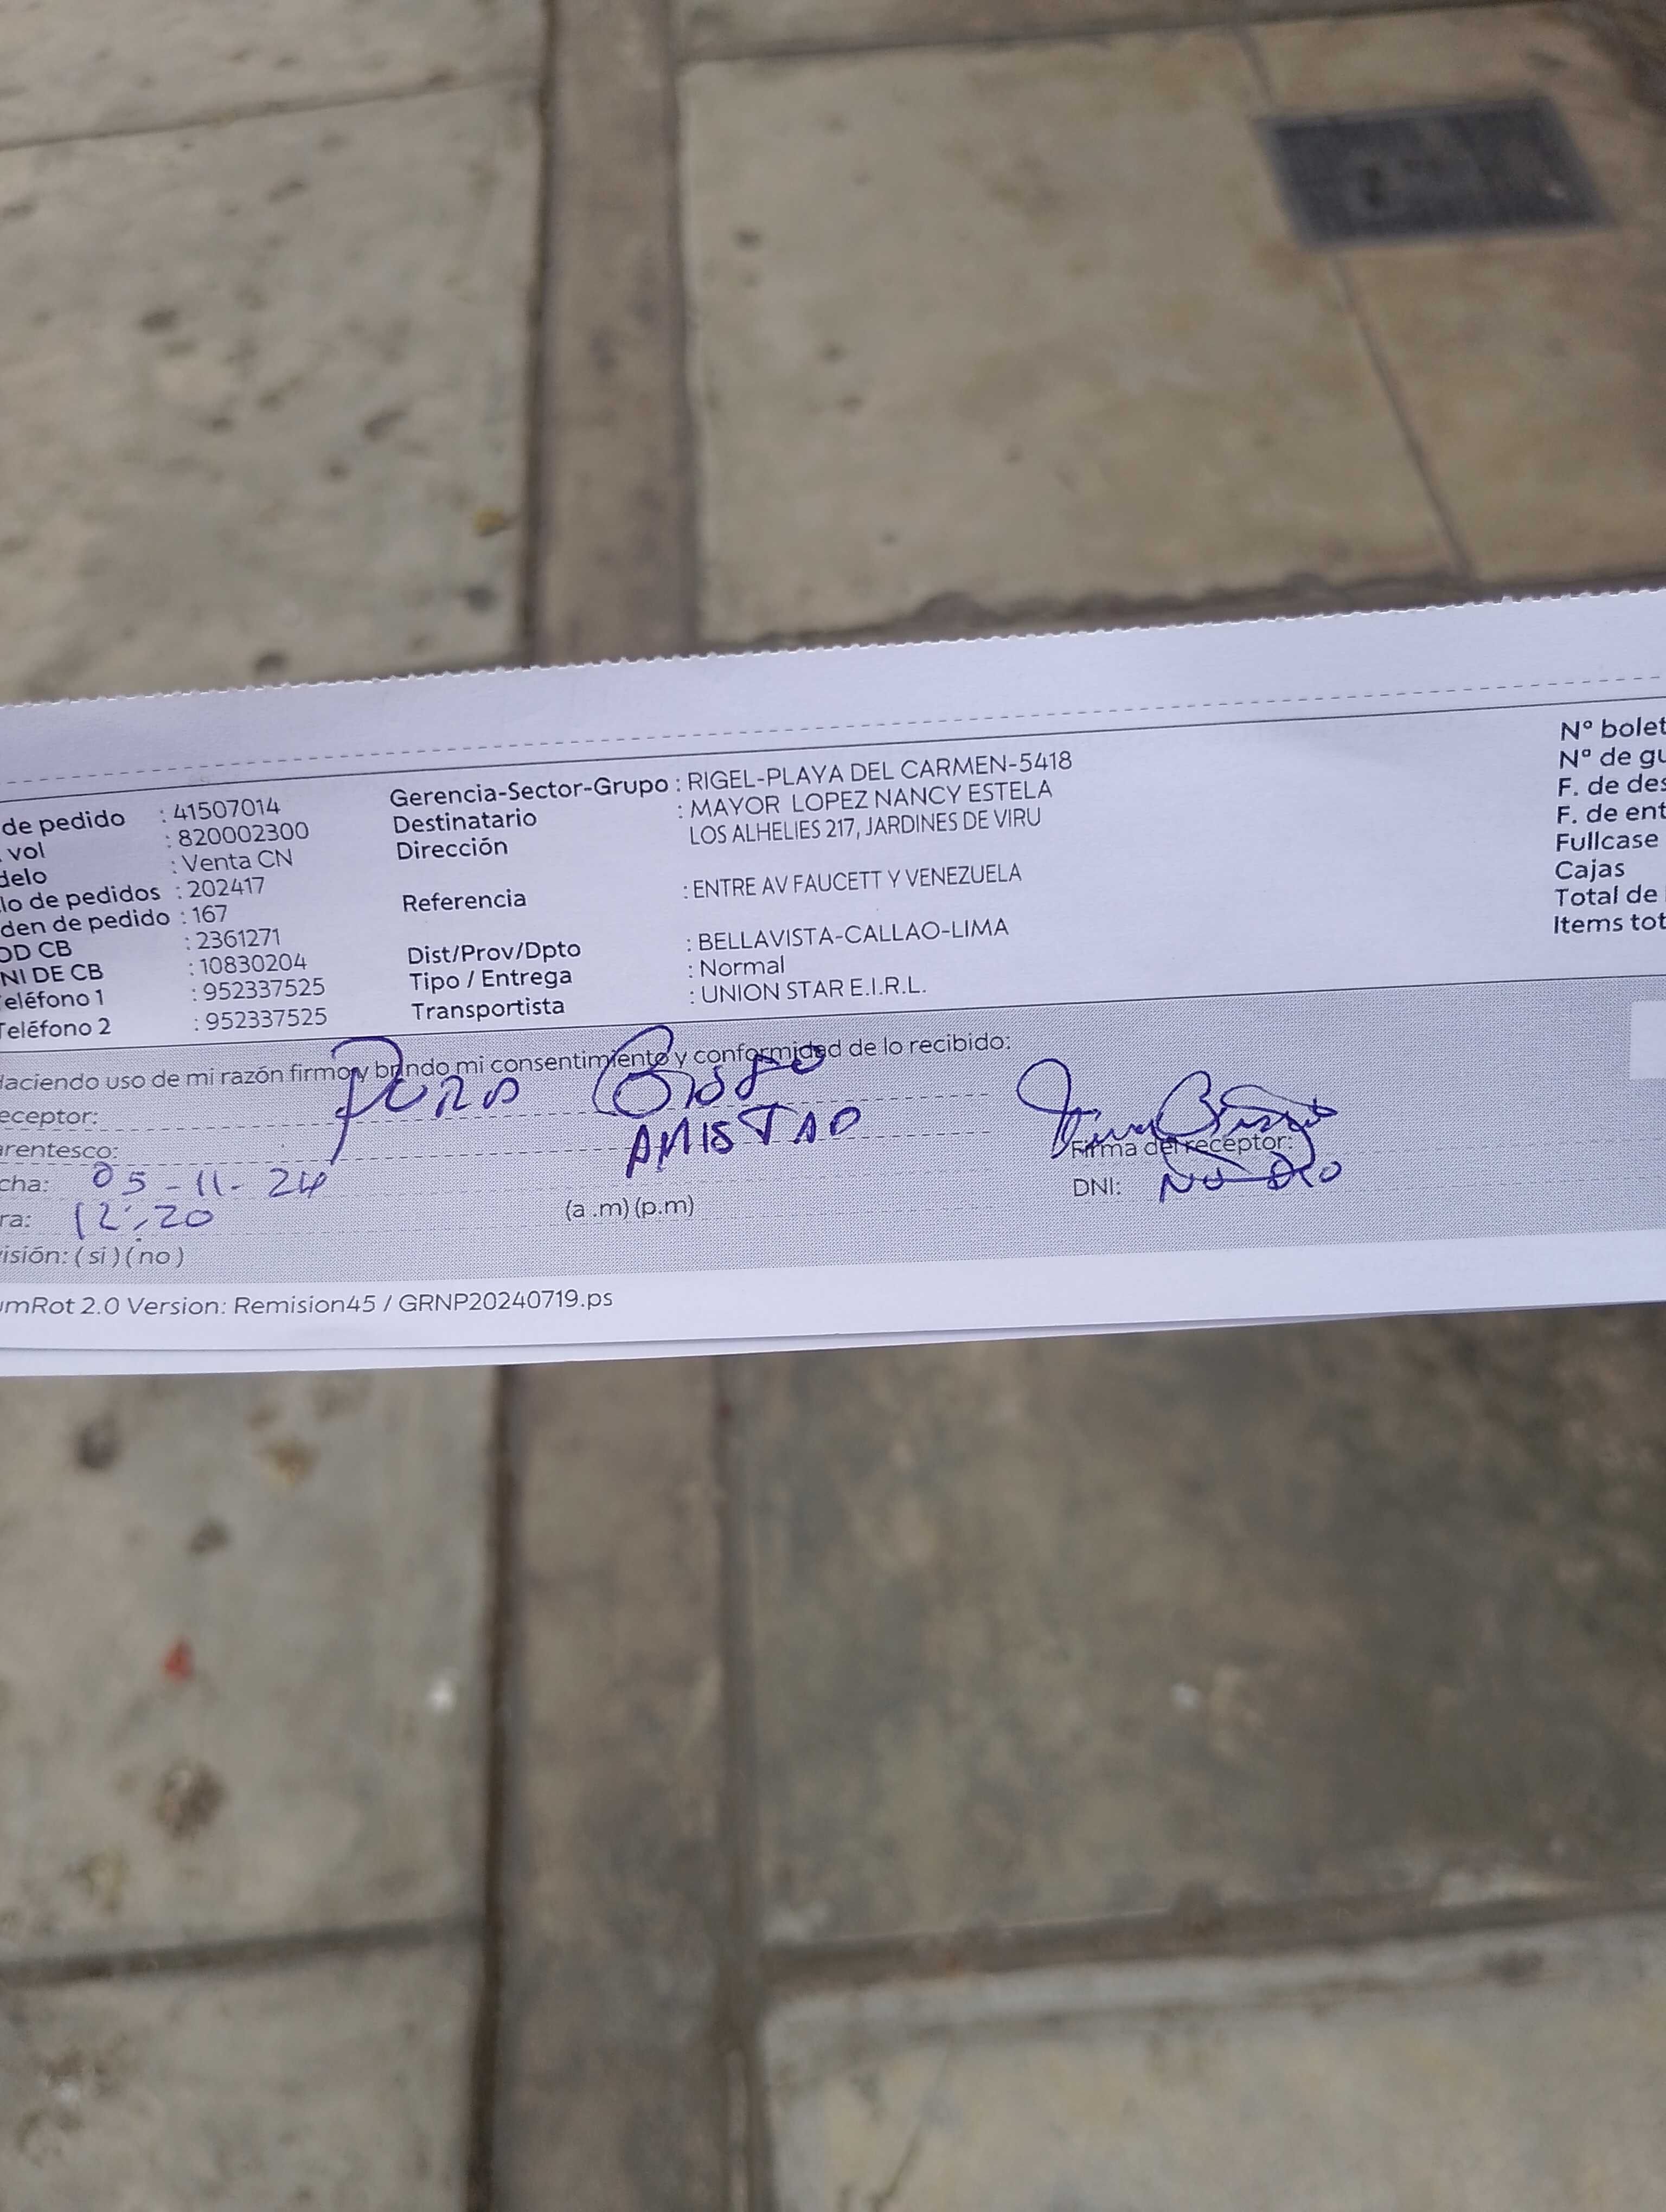 de pedido : 41507014
vol : 820002300
delo : Venta CN
lo de pedidos : 202417
den de pedido : 167
OD CB : 2361271
NI DE CB : 10830204
eléfono 1 : 952337525
Teléfono 2 : 952337525
Gerencia-Sector-Grupo : RIGEL-PLAYA DEL CARMEN-5418
Destinatario : MAYOR LOPEZ NANCY ESTELA
Dirección LOS ALHELIES 217, JARDINES DE VIRU
Referencia : ENTRE AV FAUCETT Y VENEZUELA
Dist/Prov/Dpto : BELLAVISTA-CALLAO-LIMA
Tipo / Entrega : Normal
Transportista : UNION STAR E.I.R.L.
Nº bolet
Nº de gu
F. de des
F. de ent
Fullcase
Cajas
Total de
Items tot
Haciendo uso de mi razón firmo y brindo mi consentimiento y conformidad de lo recibido:
eceptor:
arentesco: AMISTAD
cha: 05-11-24
ra: 12:20 (a .m) (p.m)
Firma del receptor:
DNI: NO DIO
isión: ( si ) ( no )
umRot 2.0 Version: Remision45 / GRNP20240719.ps